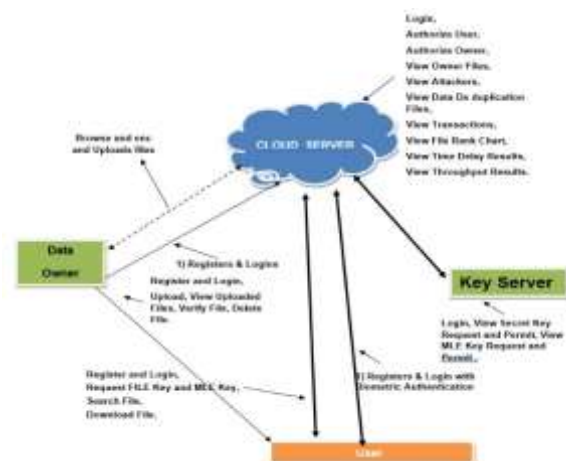 Login,
Authorize User,
Authorize Owner,
View Owner Files,
View Attackers,
View Data De duplication
Files,
View Transactions,
View File Rank Chart,
View Time Delay Results,
View Throughput Results.
CLOUD SERVER
Browse and enc
and Uploads files
Data
Owner
1) Registers & Logins
Register and Login,
Upload, View Uploaded
Files, Verify File, Delete
File.
Key Server
Login, View Secret Key
Request and Permit, View
MLE Key Request and
Permit.
Register and Login,
Request FILE Key and MLE Key,
Search File,
Download File,
Registers & Login with
Biometric Authentication
User